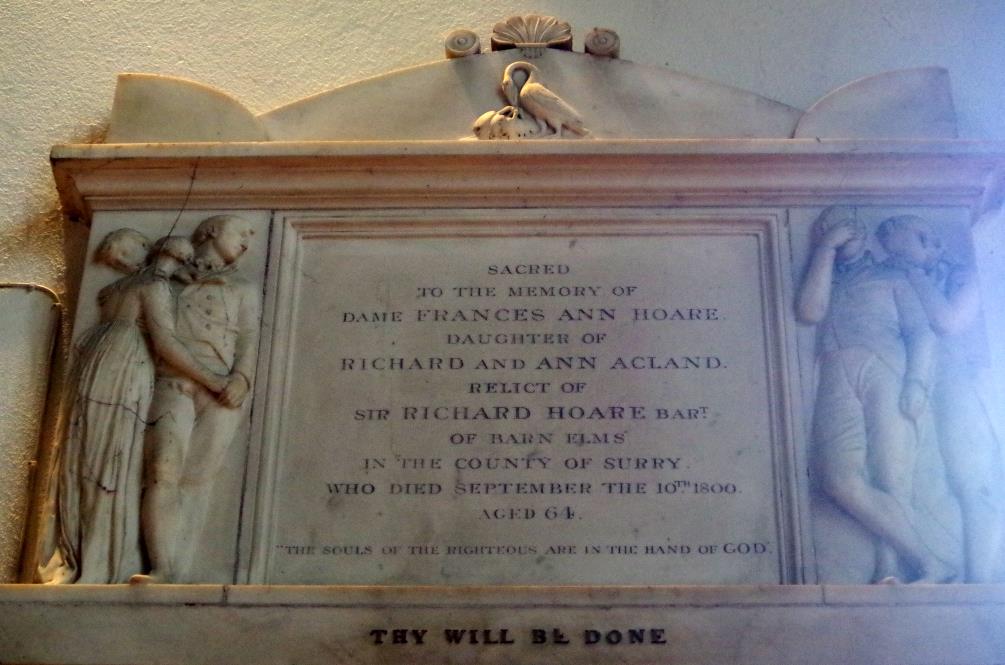 SACRED
TO THE MEMORY OF
DAME FRANCES ANN HOARE.
DAUGHTER OF
RICHARD AND ANN ACLAND.
RELICT OF
SIR RICHARD HOARE BART
OF BARN ELMS
IN THE COUNTY OF SURRY.
WHO DIED SEPTEMBER THE 10TH 1800.
AGED 64.
"THE SOULS OF THE RIGHTEOUS ARE IN THE HAND OF GOD".
THY WILL BE DONE